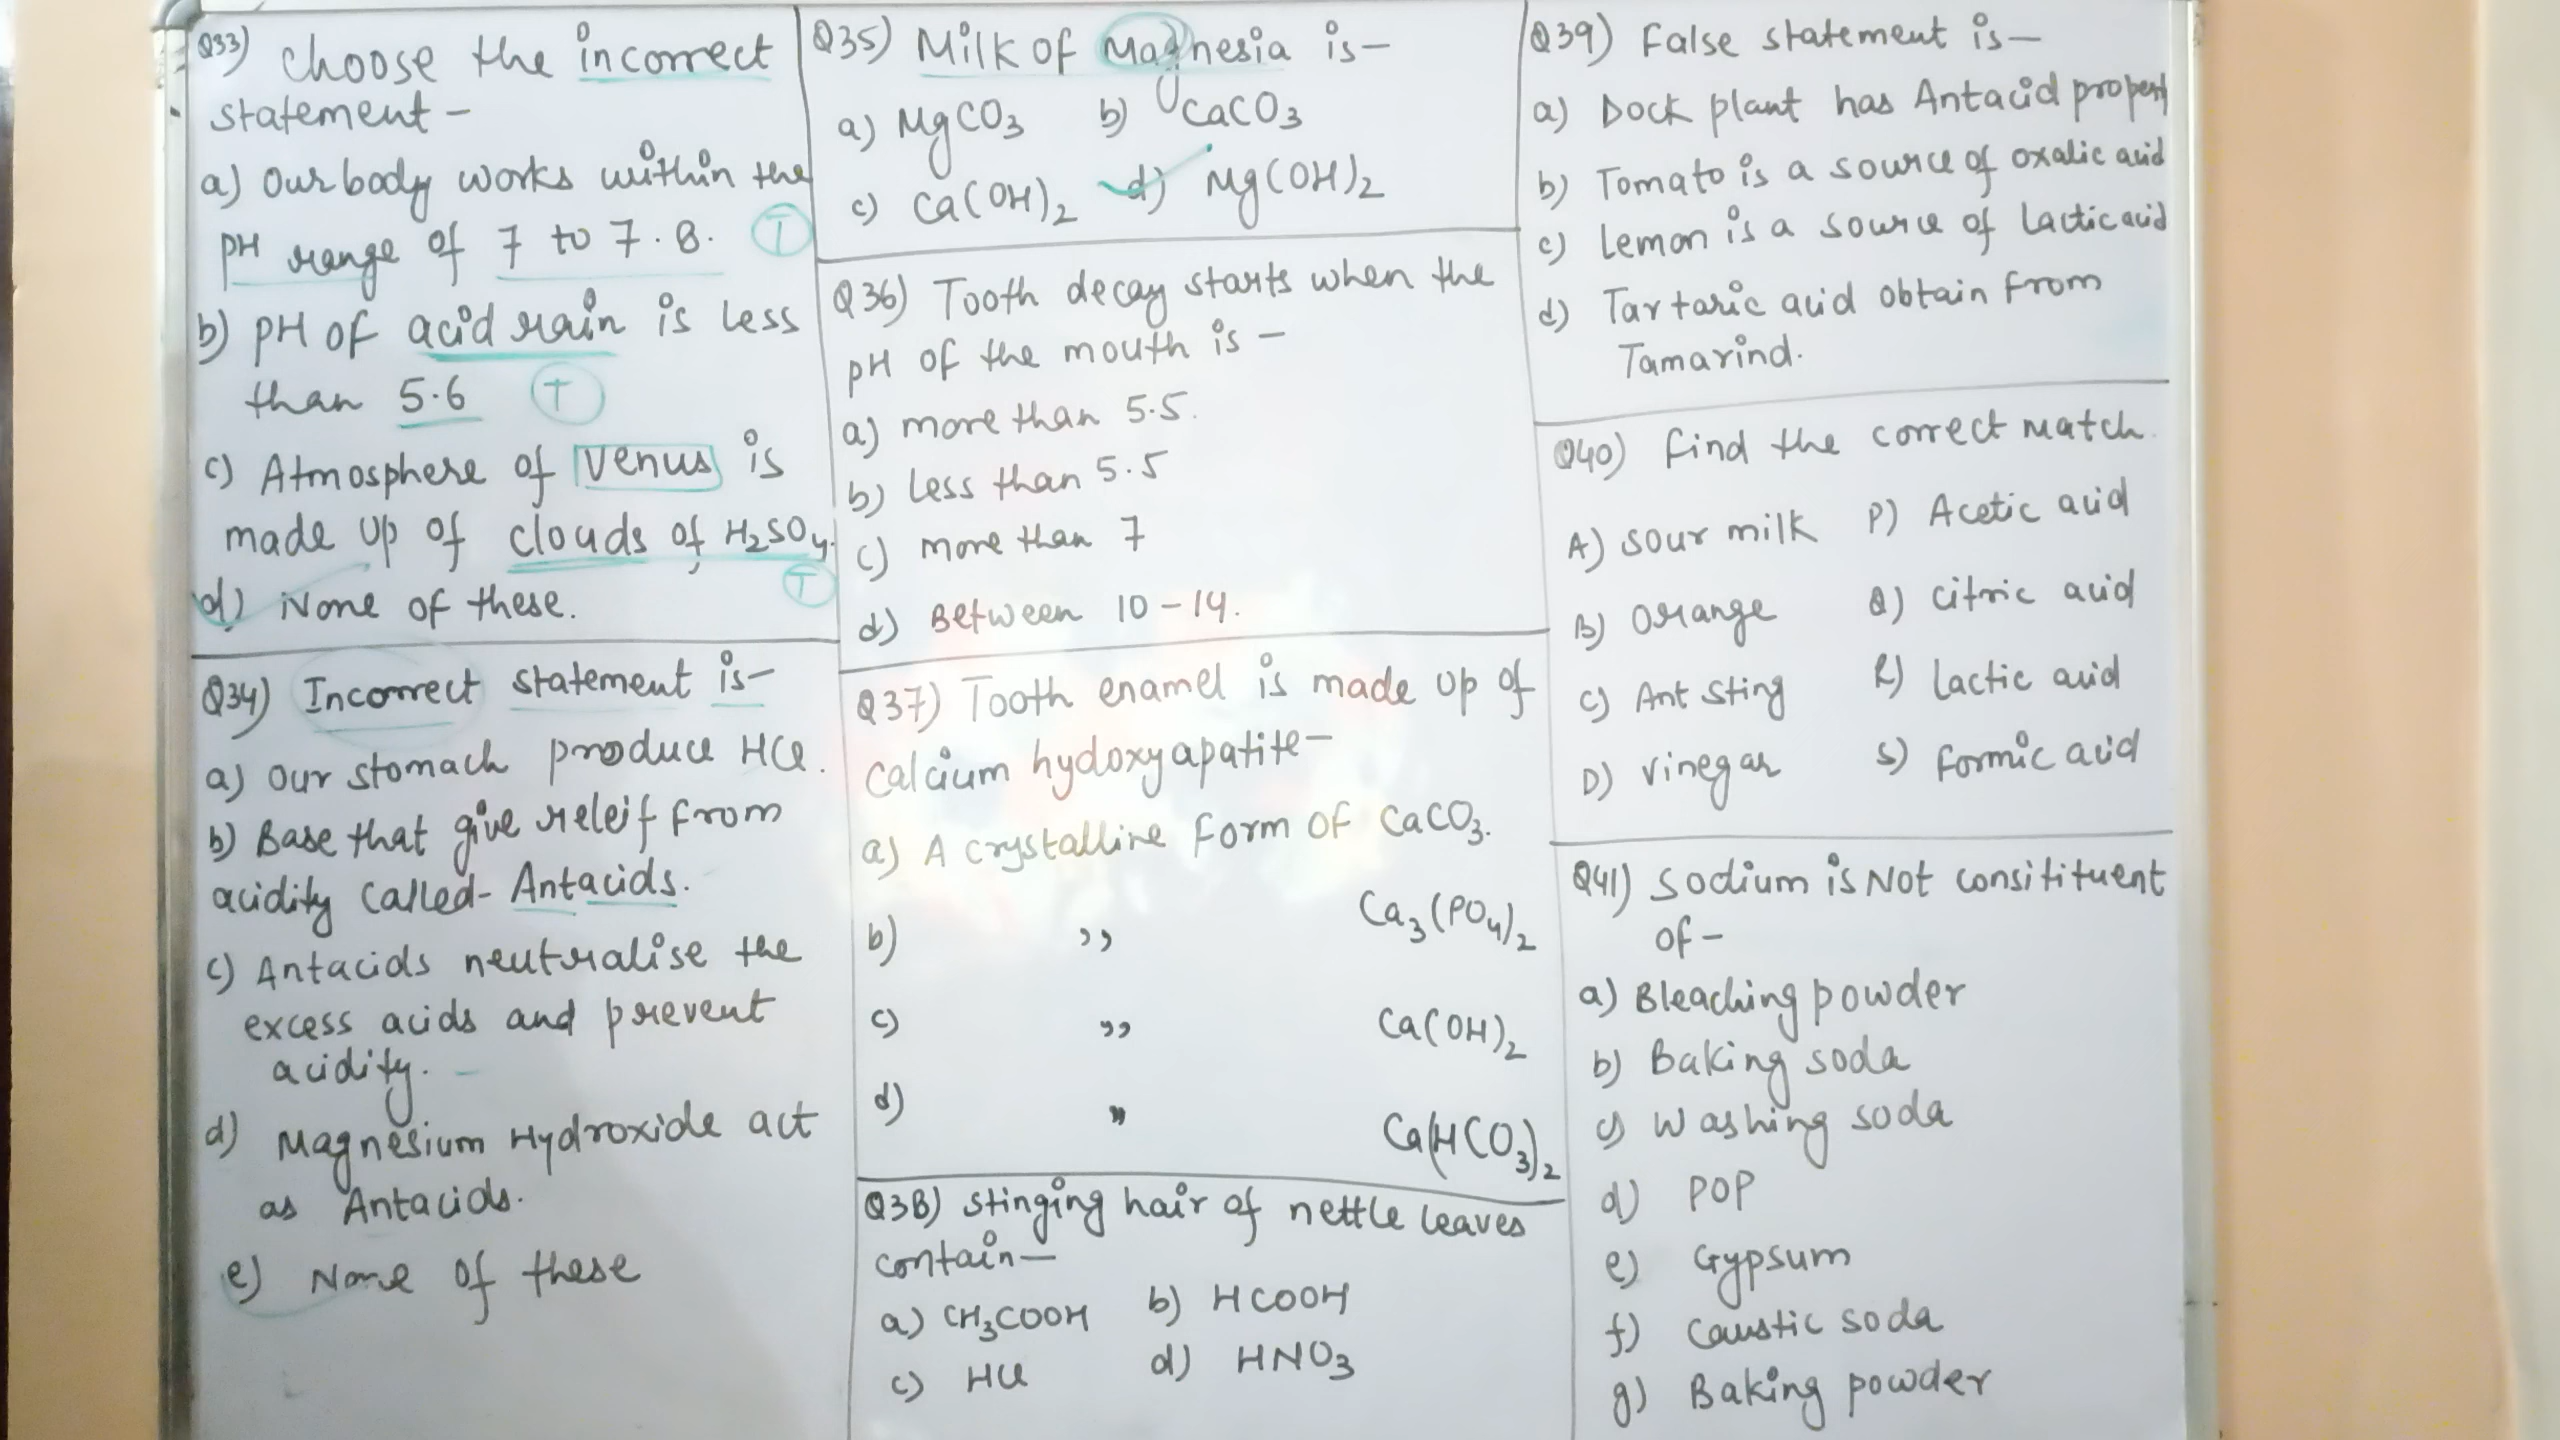 Q33) choose the incorrect
statement -
a) Our body works within the
pH range of 7 to 7.8. T
b) pH of acid rain is less
than 5.6 T
c) Atmosphere of Venus is
made up of clouds of H₂SO₄. T
d) None of these.
Q34) Incorrect statement is-
a) Our stomach produce HCl.
b) Base that give releif from
acidity called- Antacids.
c) Antacids neutralise the
excess acids and prevent
acidity. -
d) Magnesium Hydroxide act
as Antacids.
e) None of these
Q35) Milk of Magnesia is-
a) MgCO₃ b) CaCO₃
c) Ca(OH)₂ d) Mg(OH)₂
Q36) Tooth decay starts when the
pH of the mouth is -
a) more than 5.5.
b) less than 5.5
c) more than 7
d) Between 10-14.
Q37) Tooth enamel is made up of
calcium hydoxyapatite-
a) A crystalline form of CaCO₃.
b) ,, Ca₃(PO₄)₂
c) ,, Ca(OH)₂
d) ,, Ca(HCO₃)₂
Q38) stinging hair of nettle leaves
contain-
a) CH₃COOH b) HCOOH
c) HCl d) HNO₃
Q39) False statement is-
a) Dock plant has Antacid propert
b) Tomato is a source of oxalic acid
c) Lemon is a source of Lactic acid
d) Tartaric acid obtain from
Tamarind.
Q40) find the correct match.
A) sour milk P) Acetic acid
B) Orange Q) citric acid
C) Ant sting R) Lactic acid
D) vinegar S) formic acid
Q41) Sodium is Not consitituent
of-
a) Bleaching powder
b) Baking soda
c) Washing soda
d) POP
e) Gypsum
f) Caustic soda
g) Baking powder